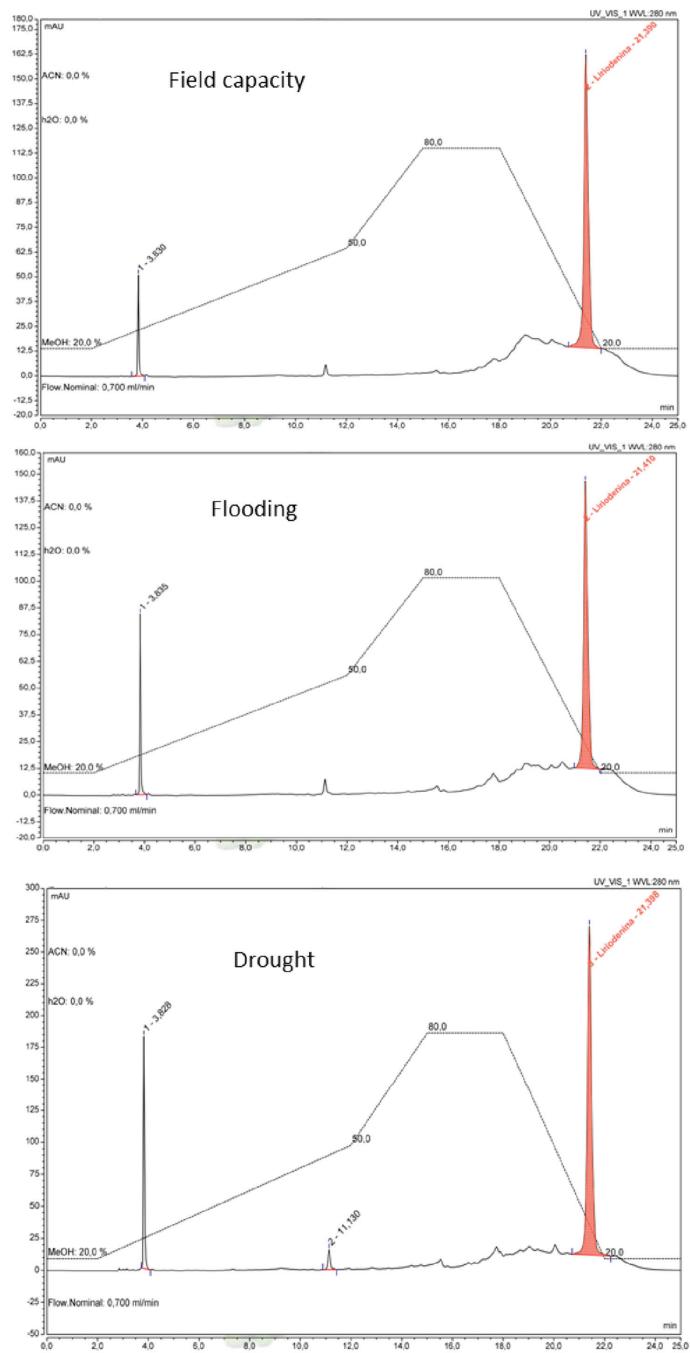 UV_VIS_1 WVL:280 nm
180,0
mAU
162,5
150,0
137,5
125,0
112,5
100,0
87,5
75,0
62,5
50,0
37,5
25,0
12,5
0,0
-12,5
-20,0
ACN: 0,0 %
h2O: 0,0 %
MeOH: 20,0 %
Flow.Nominal: 0,700 ml/min
Field capacity
1 - 3,830
50,0
80,0
2 - Liriodenina - 21,390
20,0
min
0,0 2,0 4,0 6,0 8,0 10,0 12,0 14,0 16,0 18,0 20,0 22,0 25,0
UV_VIS_1 WVL:280 nm
160,0
mAU
150,0
137,5
125,0
112,5
100,0
87,5
75,0
62,5
50,0
37,5
25,0
12,5
0,0
-12,5
-20,0
ACN: 0,0 %
h2O: 0,0 %
MeOH: 20,0 %
Flow.Nominal: 0,700 ml/min
Flooding
1 - 3,835
50,0
80,0
2 - Liriodenina - 21,410
20,0
min
0,0 2,0 4,0 6,0 8,0 10,0 12,0 14,0 16,0 18,0 20,0 22,0 25,0
UV_VIS_1 WVL:280 nm
300
mAU
275
250
225
200
175
150
125
100
75
50
25
0
-25
-50
ACN: 0,0 %
h2O: 0,0 %
MeOH: 20,0 %
Flow.Nominal: 0,700 ml/min
Drought
1 - 3,828
2 - 11,130
50,0
80,0
3 - Liriodenina - 21,398
20,0
min
0,0 2,0 4,0 6,0 8,0 10,0 12,0 14,0 16,0 18,0 20,0 22,0 25,0